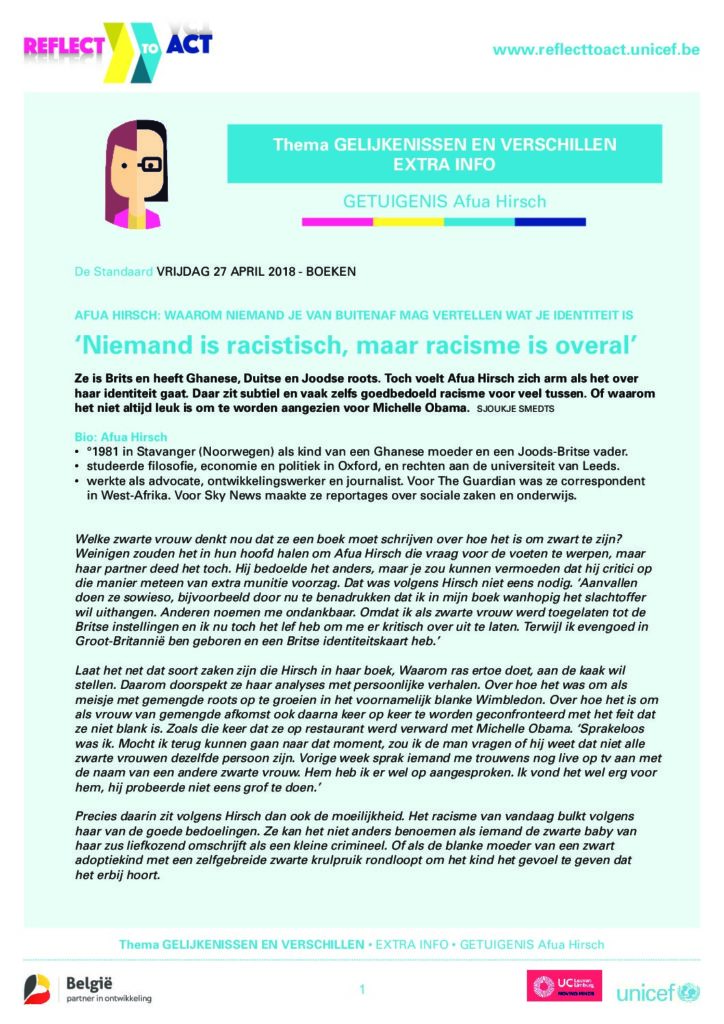 REFLECT TO ACT
www.reflecttoact.unicef.be
Thema GELIJKENISSEN EN VERSCHILLEN
EXTRA INFO
GETUIGENIS Afua Hirsch
De Standaard VRIJDAG 27 APRIL 2018 - BOEKEN
AFUA HIRSCH: WAAROM NIEMAND JE VAN BUITENAF MAG VERTELLEN WAT JE IDENTITEIT IS
‘Niemand is racistisch, maar racisme is overal’
Ze is Brits en heeft Ghanese, Duitse en Joodse roots. Toch voelt Afua Hirsch zich arm als het over
haar identiteit gaat. Daar zit subtiel en vaak zelfs goedbedoeld racisme voor veel tussen. Of waarom
het niet altijd leuk is om te worden aangezien voor Michelle Obama. SJOUKJE SMEDTS
Bio: Afua Hirsch
• °1981 in Stavanger (Noorwegen) als kind van een Ghanese moeder en een Joods-Britse vader.
• studeerde filosofie, economie en politiek in Oxford, en rechten aan de universiteit van Leeds.
• werkte als advocate, ontwikkelingswerker en journalist. Voor The Guardian was ze correspondent
in West-Afrika. Voor Sky News maakte ze reportages over sociale zaken en onderwijs.
Welke zwarte vrouw denkt nou dat ze een boek moet schrijven over hoe het is om zwart te zijn?
Weinigen zouden het in hun hoofd halen om Afua Hirsch die vraag voor de voeten te werpen, maar
haar partner deed het toch. Hij bedoelde het anders, maar je zou kunnen vermoeden dat hij critici op
die manier meteen van extra munitie voorzag. Dat was volgens Hirsch niet eens nodig. ‘Aanvallen
doen ze sowieso, bijvoorbeeld door nu te benadrukken dat ik in mijn boek wanhopig het slachtoffer
wil uithangen. Anderen noemen me ondankbaar. Omdat ik als zwarte vrouw werd toegelaten tot de
Britse instellingen en ik nu toch het lef heb om me er kritisch over uit te laten. Terwijl ik evengoed in
Groot-Britannië ben geboren en een Britse identiteitskaart heb.’
Laat het net dat soort zaken zijn die Hirsch in haar boek, Waarom ras ertoe doet, aan de kaak wil
stellen. Daarom doorspekt ze haar analyses met persoonlijke verhalen. Over hoe het was om als
meisje met gemengde roots op te groeien in het voornamelijk blanke Wimbledon. Over hoe het is om
als vrouw van gemengde afkomst ook daarna keer op keer te worden geconfronteerd met het feit dat
ze niet blank is. Zoals die keer dat ze op restaurant werd verward met Michelle Obama. ‘Sprakeloos
was ik. Mocht ik terug kunnen gaan naar dat moment, zou ik de man vragen of hij weet dat niet alle
zwarte vrouwen dezelfde persoon zijn. Vorige week sprak iemand me trouwens nog live op tv aan met
de naam van een andere zwarte vrouw. Hem heb ik er wel op aangesproken. Ik vond het wel erg voor
hem, hij probeerde niet eens grof te doen.’
Precies daarin zit volgens Hirsch dan ook de moeilijkheid. Het racisme van vandaag bulkt volgens
haar van de goede bedoelingen. Ze kan het niet anders benoemen als iemand de zwarte baby van
haar zus liefkozend omschrijft als een kleine crimineel. Of als de blanke moeder van een zwart
adoptiekind met een zelfgebreide zwarte krulpruik rondloopt om het kind het gevoel te geven dat
het erbij hoort.
Thema GELIJKENISSEN EN VERSCHILLEN • EXTRA INFO • GETUIGENIS Afua Hirsch
België
partner in ontwikkeling
1
UC Leuven
Limburg
unicef